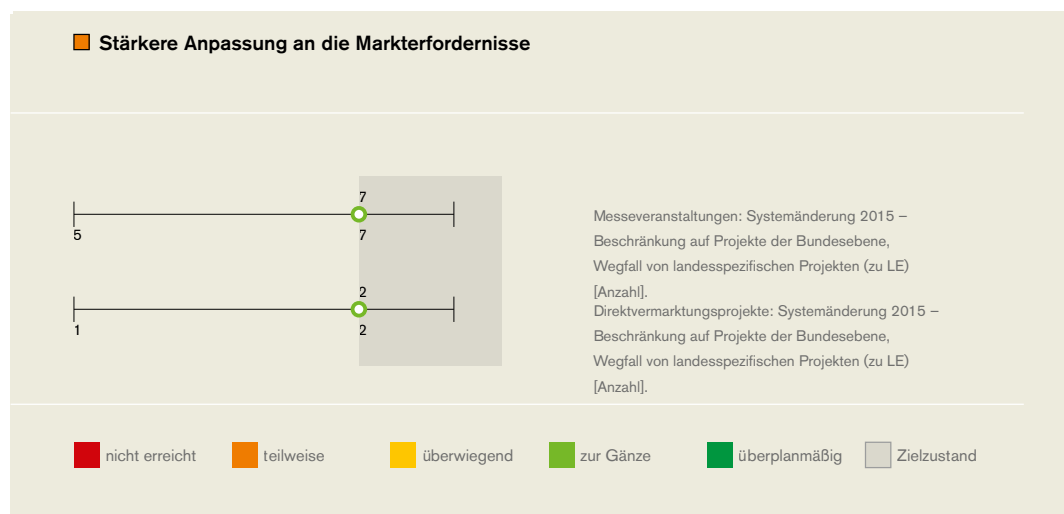 Stärkere Anpassung an die Markterfordernisse
7
5
7
Messeveranstaltungen: Systemänderung 2015 –
Beschränkung auf Projekte der Bundesebene,
Wegfall von landesspezifischen Projekten (zu LE)
[Anzahl].
2
1
2
Direktvermarktungsprojekte: Systemänderung 2015 –
Beschränkung auf Projekte der Bundesebene,
Wegfall von landesspezifischen Projekten (zu LE)
[Anzahl].
nicht erreicht
teilweise
überwiegend
zur Gänze
überplanmäßig
Zielzustand